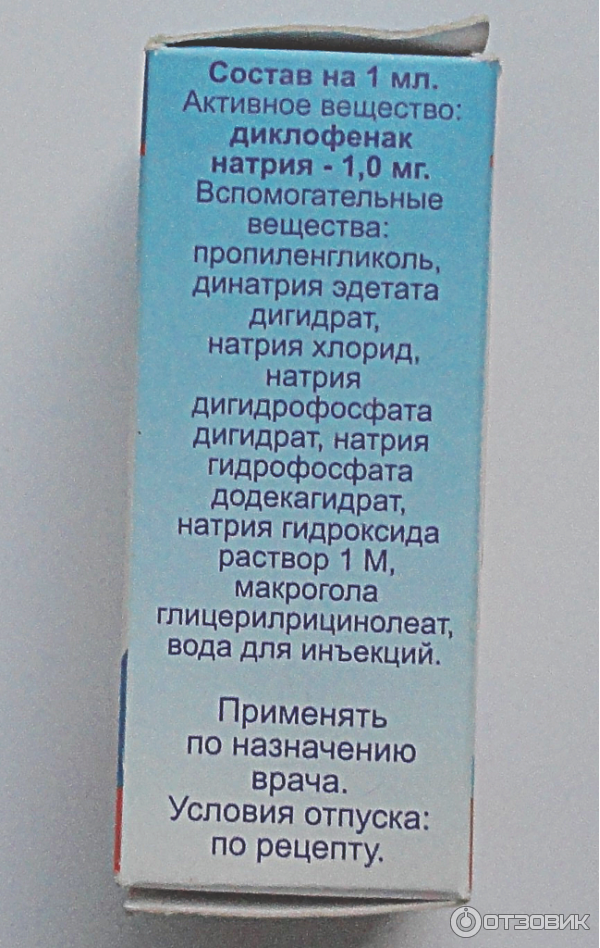 Состав на 1 мл.
Активное вещество:
диклофенак
натрия - 1,0 мг.
Вспомогательные
вещества:
пропиленгликоль,
динатрия эдетата
дигидрат,
натрия хлорид,
натрия
дигидрофосфата
дигидрат, натрия
гидрофосфата
додекагидрат,
натрия гидроксида
раствор 1 М,
макрогола
глицерилрицинолеат,
вода для инъекций.
Применять
по назначению
врача.
Условия отпуска:
по рецепту.
ОТЗОВИК